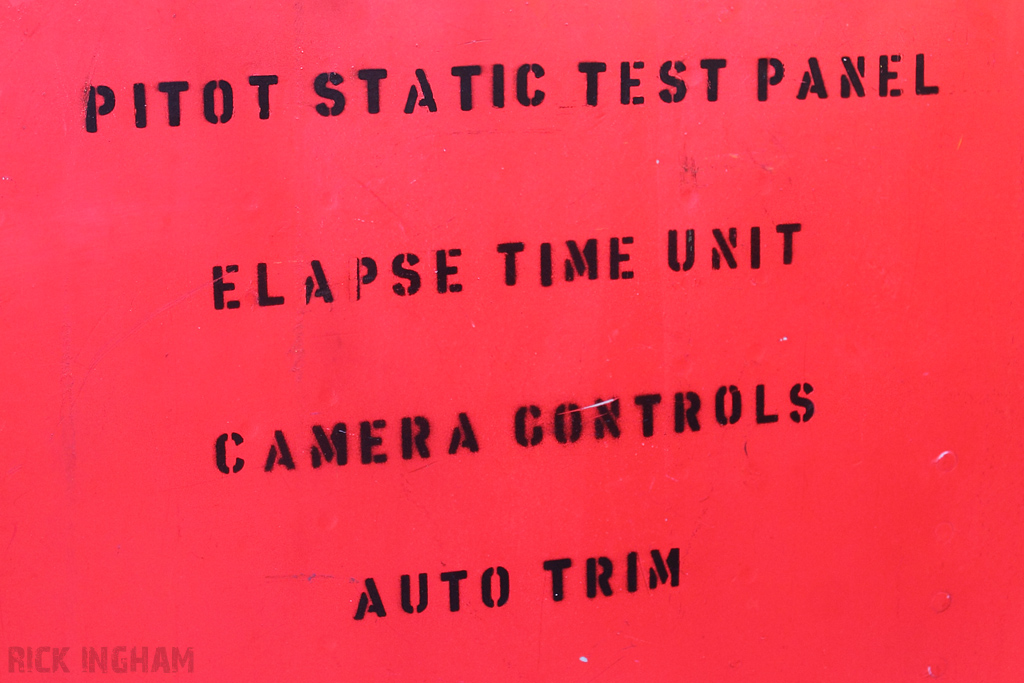 PITOT STATIC TEST PANEL
ELAPSE TIME UNIT
CAMERA CONTROLS
AUTO TRIM
RICK INGHAM